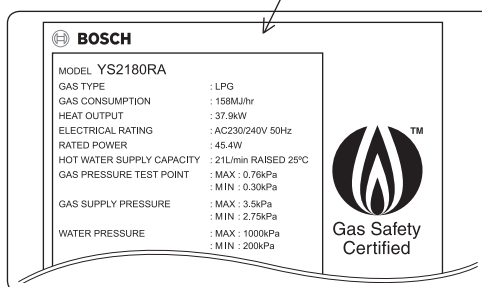 BOSCH
MODEL YS2180RA
GAS TYPE : LPG
GAS CONSUMPTION : 158MJ/hr
HEAT OUTPUT : 37.9kW
ELECTRICAL RATING : AC230/240V 50Hz
RATED POWER : 45.4W
HOT WATER SUPPLY CAPACITY : 21L/min RAISED 25ºC
GAS PRESSURE TEST POINT : MAX : 0.76kPa
: MIN : 0.30kPa
GAS SUPPLY PRESSURE : MAX : 3.5kPa
: MIN : 2.75kPa
WATER PRESSURE : MAX : 1000kPa
: MIN : 200kPa
TM
Gas Safety
Certified